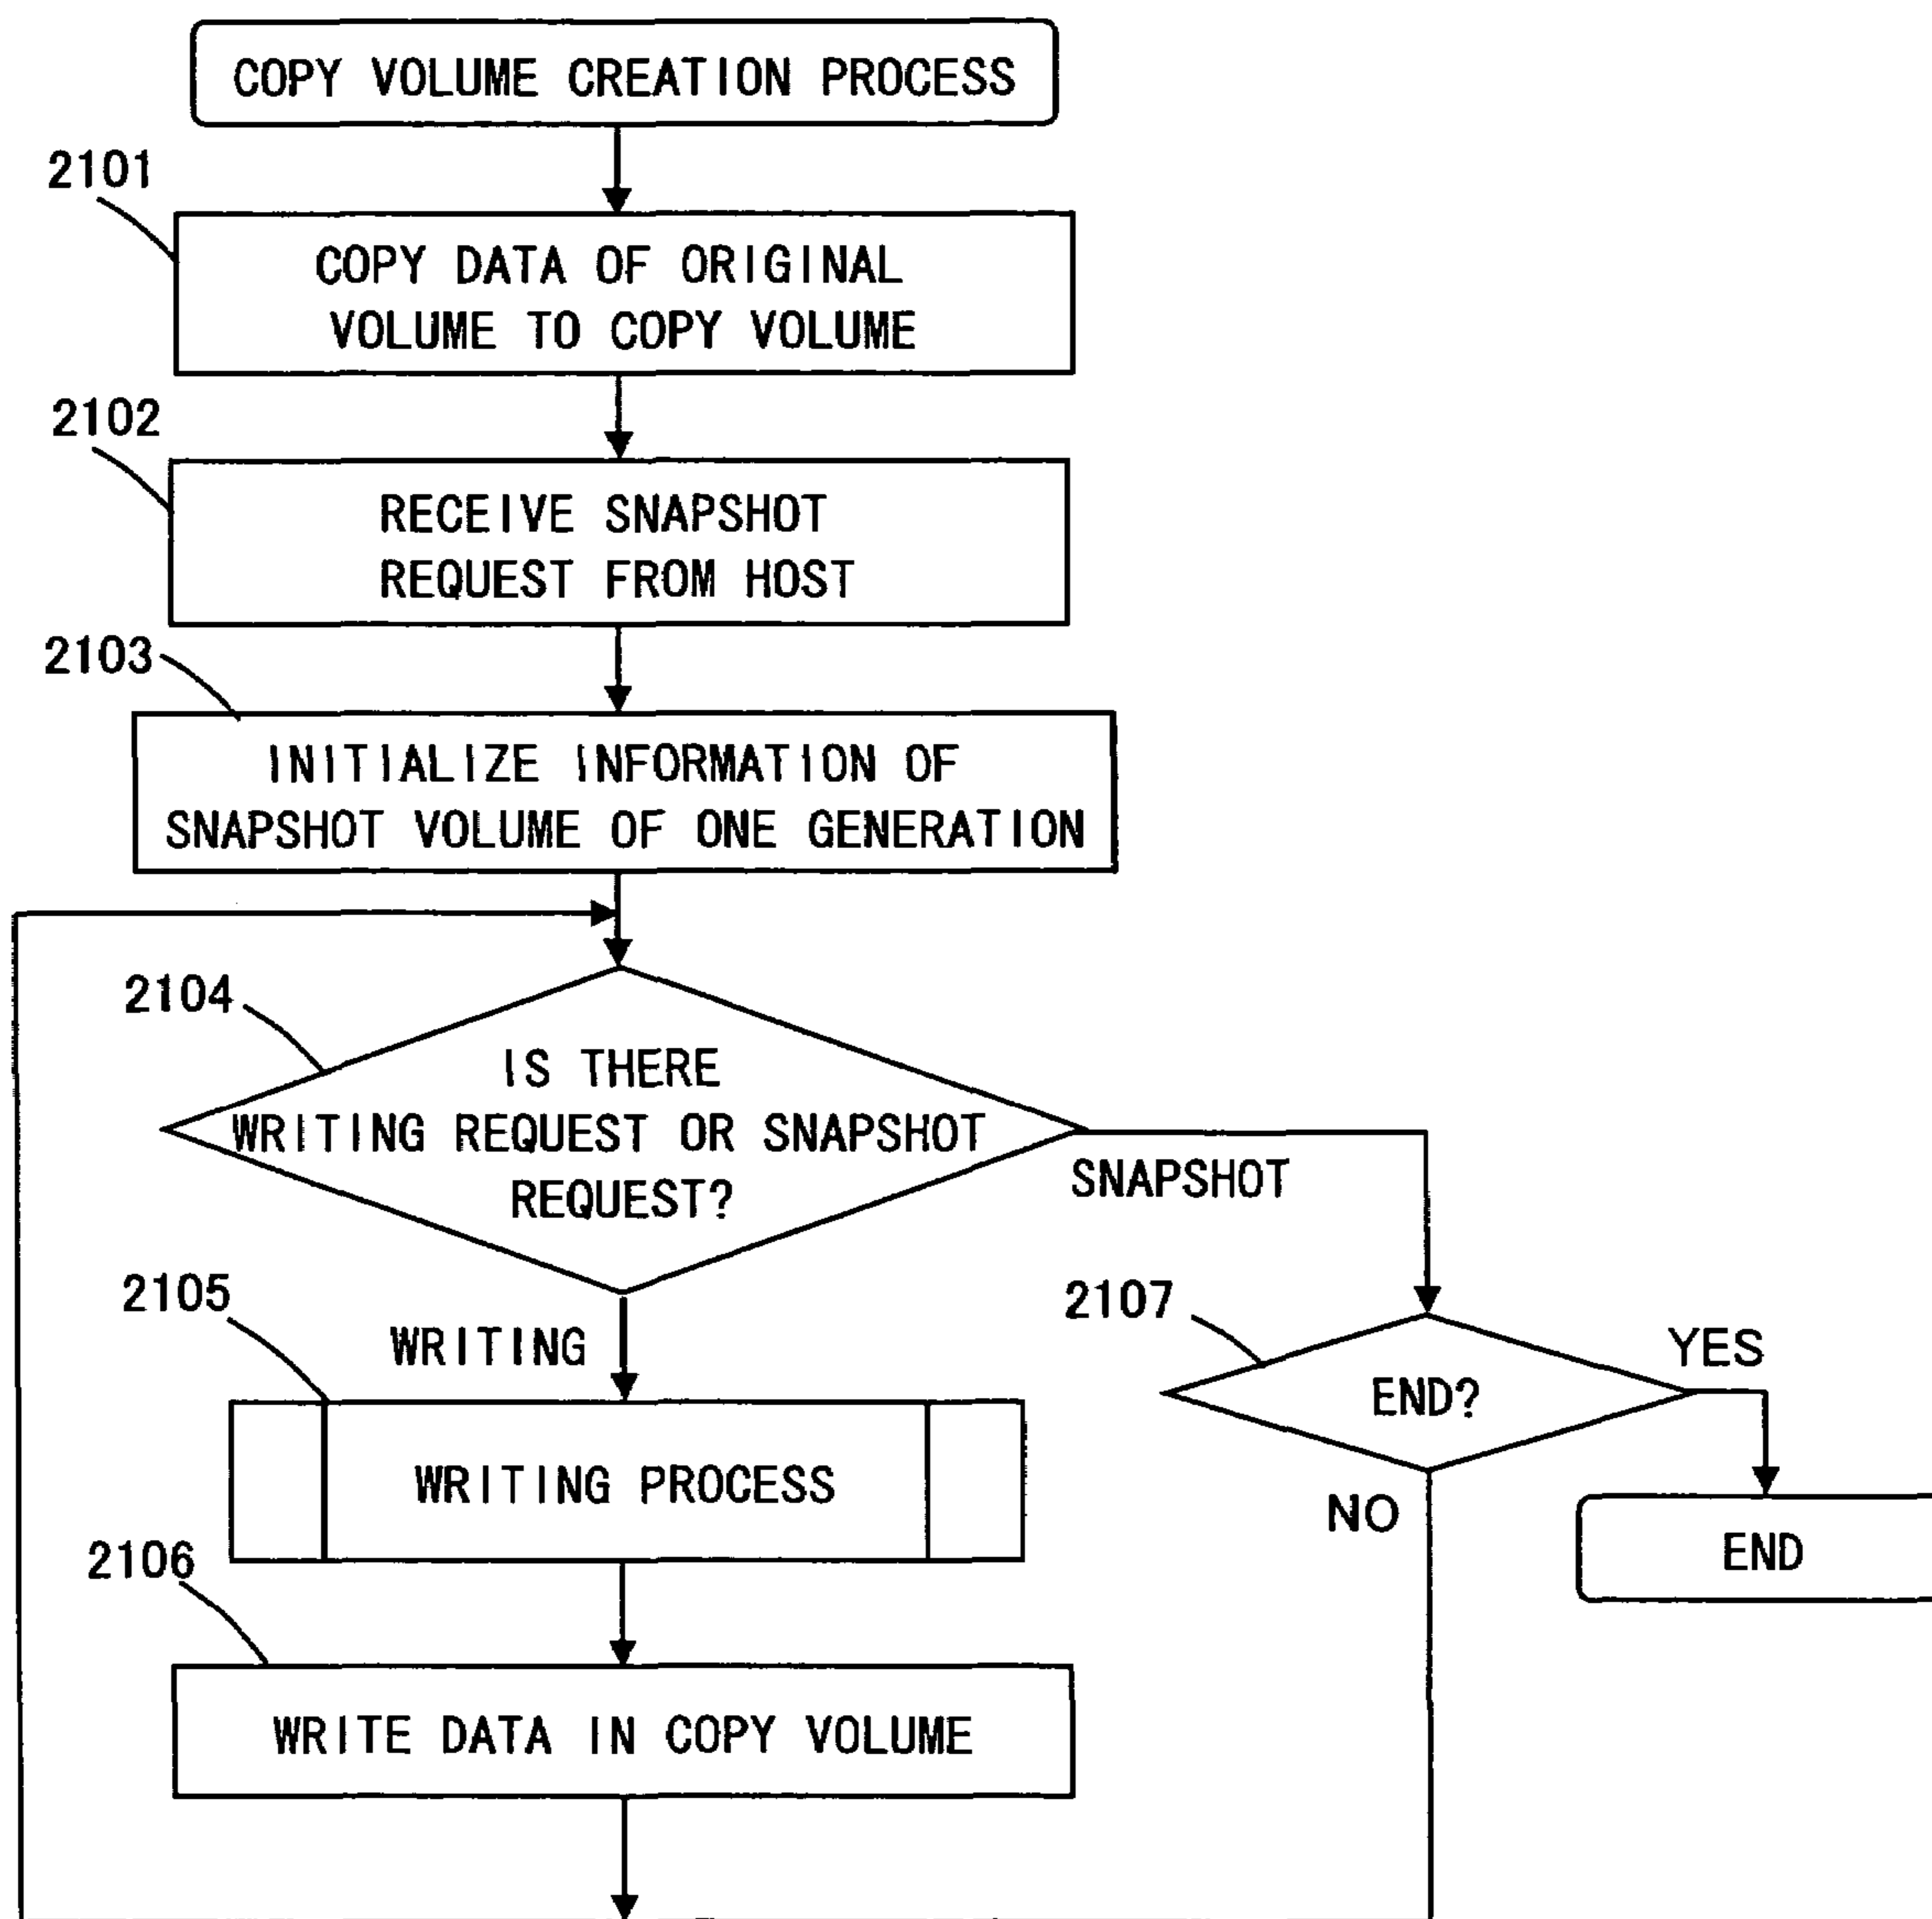 COPY VOLUME CREATION PROCESS
2101
COPY DATA OF ORIGINAL
VOLUME TO COPY VOLUME
2102
RECEIVE SNAPSHOT
REQUEST FROM HOST
2103
INITIALIZE INFORMATION OF
SNAPSHOT VOLUME OF ONE GENERATION
2104
IS THERE
WRITING REQUEST OR SNAPSHOT
REQUEST?
SNAPSHOT
2105
WRITING
2107
END?
YES
WRITING PROCESS
NO
END
2106
WRITE DATA IN COPY VOLUME